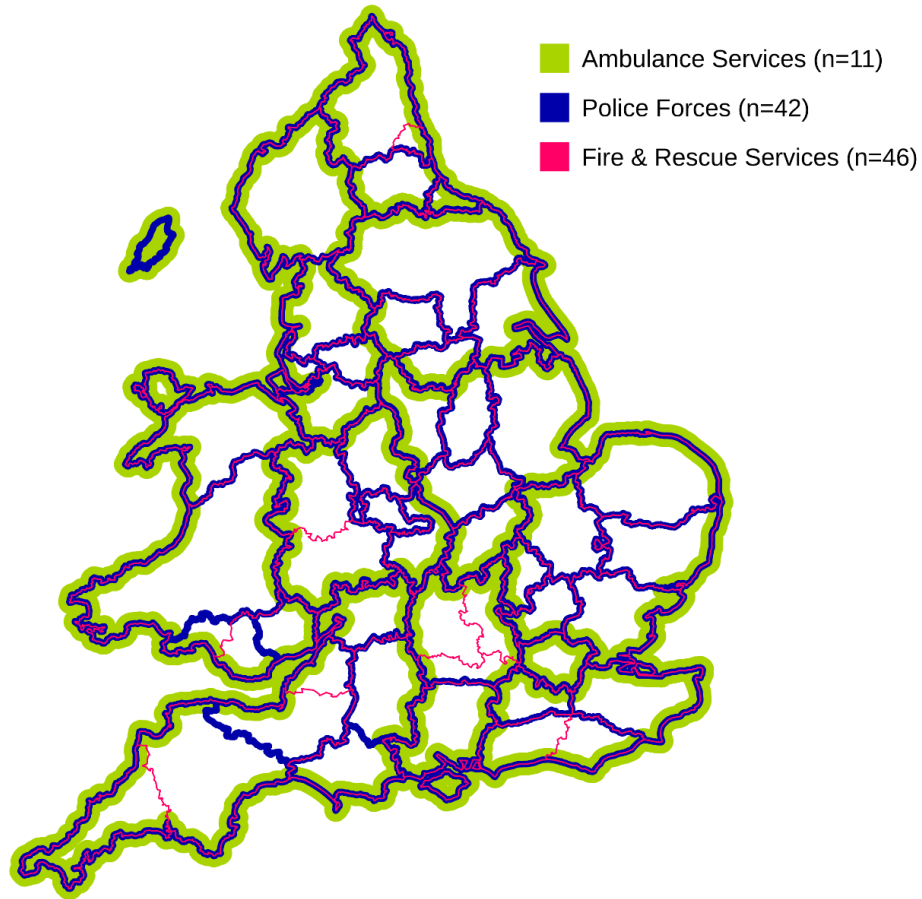 Ambulance Services (n=11)
Police Forces (n=42)
Fire & Rescue Services (n=46)